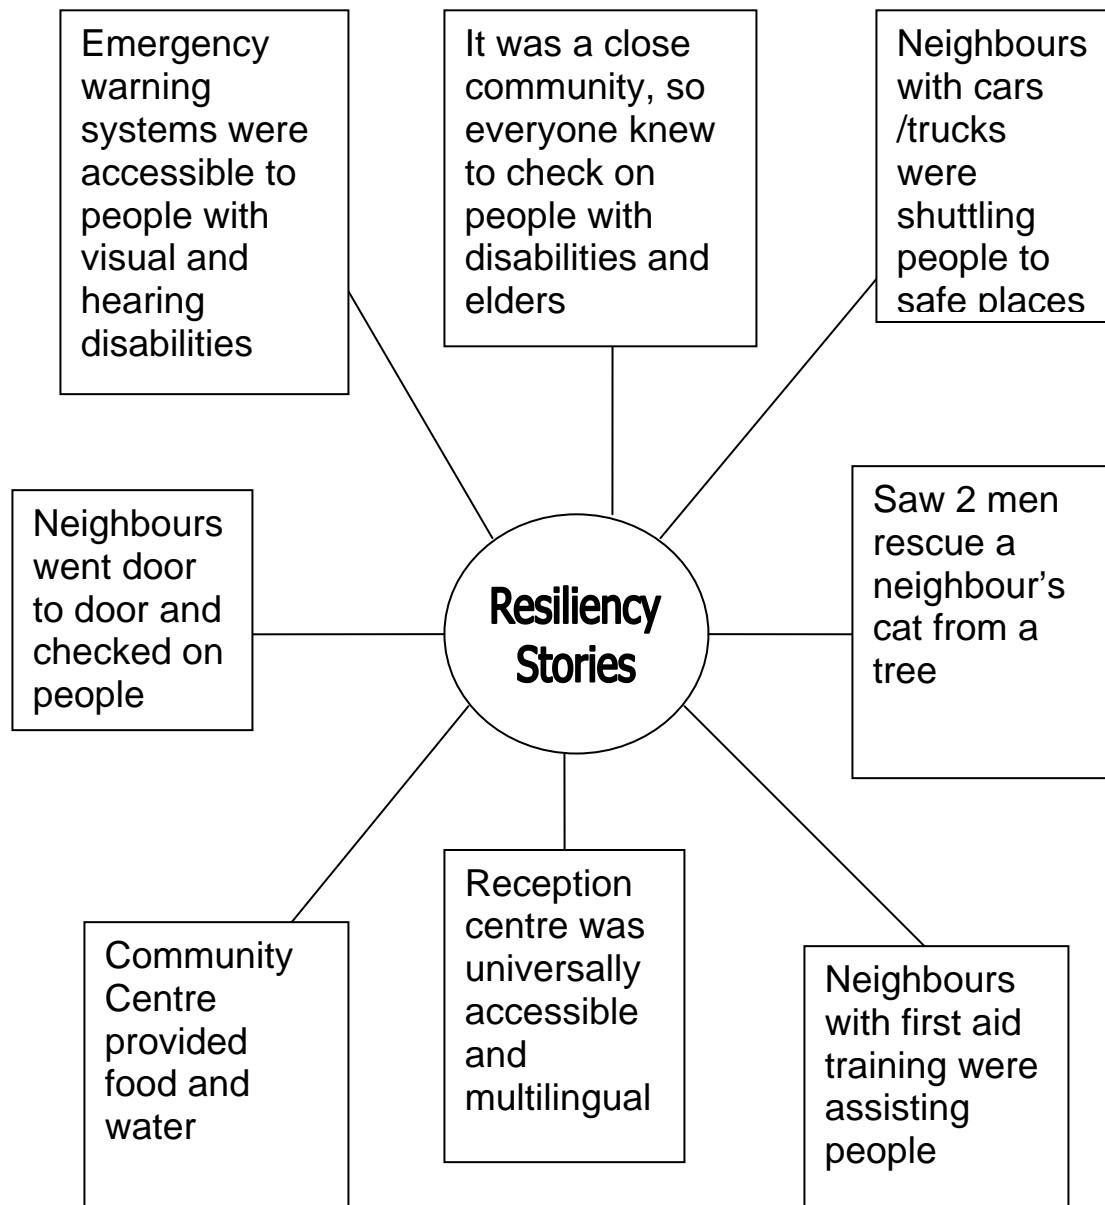 Emergency
warning
systems were
accessible to
people with
visual and
hearing
disabilities
It was a close
community, so
everyone knew
to check on
people with
disabilities and
elders
Neighbours
with cars
/trucks
were
shuttling
people to
safe places
Neighbours
went door
to door and
checked on
people
Resiliency
Stories
Saw 2 men
rescue a
neighbour’s
cat from a
tree
Community
Centre
provided
food and
water
Reception
centre was
universally
accessible
and
multilingual
Neighbours
with first aid
training were
assisting
people